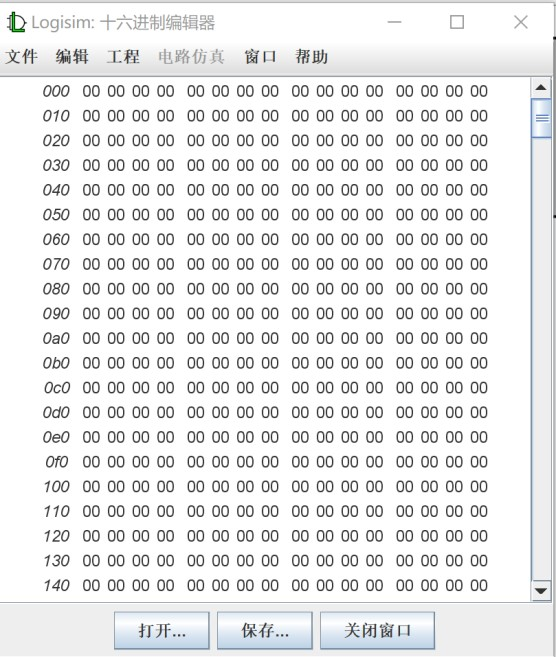 Logisim: 十六进制编辑器
文件 编辑 工程 电路仿真 窗口 帮助
000 00 00 00 00 00 00 00 00 00 00 00 00 00 00 00 00
010 00 00 00 00 00 00 00 00 00 00 00 00 00 00 00 00
020 00 00 00 00 00 00 00 00 00 00 00 00 00 00 00 00
030 00 00 00 00 00 00 00 00 00 00 00 00 00 00 00 00
040 00 00 00 00 00 00 00 00 00 00 00 00 00 00 00 00
050 00 00 00 00 00 00 00 00 00 00 00 00 00 00 00 00
060 00 00 00 00 00 00 00 00 00 00 00 00 00 00 00 00
070 00 00 00 00 00 00 00 00 00 00 00 00 00 00 00 00
080 00 00 00 00 00 00 00 00 00 00 00 00 00 00 00 00
090 00 00 00 00 00 00 00 00 00 00 00 00 00 00 00 00
0a0 00 00 00 00 00 00 00 00 00 00 00 00 00 00 00 00
0b0 00 00 00 00 00 00 00 00 00 00 00 00 00 00 00 00
0c0 00 00 00 00 00 00 00 00 00 00 00 00 00 00 00 00
0d0 00 00 00 00 00 00 00 00 00 00 00 00 00 00 00 00
0e0 00 00 00 00 00 00 00 00 00 00 00 00 00 00 00 00
0f0 00 00 00 00 00 00 00 00 00 00 00 00 00 00 00 00
100 00 00 00 00 00 00 00 00 00 00 00 00 00 00 00 00
110 00 00 00 00 00 00 00 00 00 00 00 00 00 00 00 00
120 00 00 00 00 00 00 00 00 00 00 00 00 00 00 00 00
130 00 00 00 00 00 00 00 00 00 00 00 00 00 00 00 00
140 00 00 00 00 00 00 00 00 00 00 00 00 00 00 00 00
打开... 保存... 关闭窗口